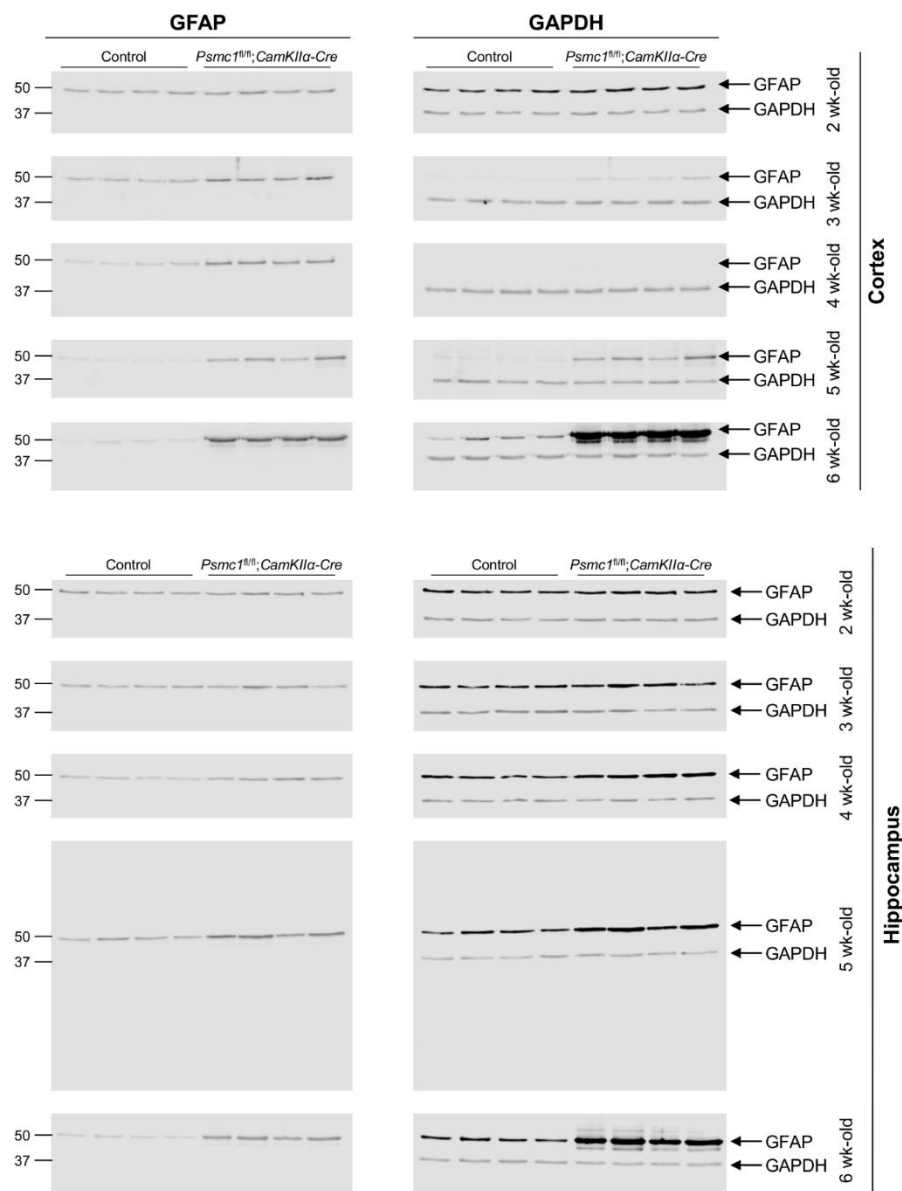 GFAP GAPDH
Control Psmc1fl/fl;CamKIIα-Cre Control Psmc1fl/fl;CamKIIα-Cre
50 GFAP
37 GAPDH
2 wk-old
50 GFAP
37 GAPDH
3 wk-old
50 GFAP
37 GAPDH
4 wk-old
50 GFAP
37 GAPDH
5 wk-old
50 GFAP
37 GAPDH
6 wk-old
Cortex
Control Psmc1fl/fl;CamKIIα-Cre Control Psmc1fl/fl;CamKIIα-Cre
50 GFAP
37 GAPDH
2 wk-old
50 GFAP
37 GAPDH
3 wk-old
50 GFAP
37 GAPDH
4 wk-old
50 GFAP
37 GAPDH
5 wk-old
50 GFAP
37 GAPDH
6 wk-old
Hippocampus